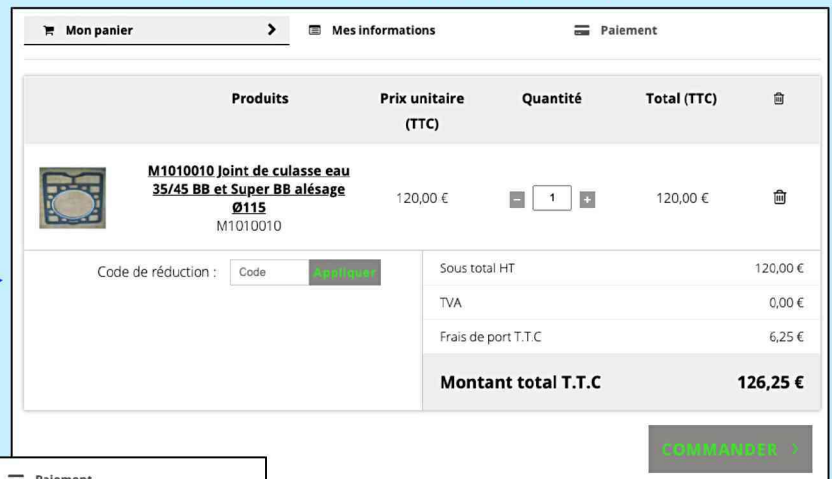 Mon panier Mes informations Paiement
Produits Prix unitaire Quantité Total (TTC)
(TTC)
M1010010 Joint de culasse eau
35/45 BB et Super BB alésage 120,00 € - 1 + 120,00 €
Ø115
M1010010
Code de réduction : Code Appliquer Sous total HT 120,00 €
TVA 0,00 €
Frais de port T.T.C 6,25 €
Montant total T.T.C 126,25 €
COMMANDER >
Paiement